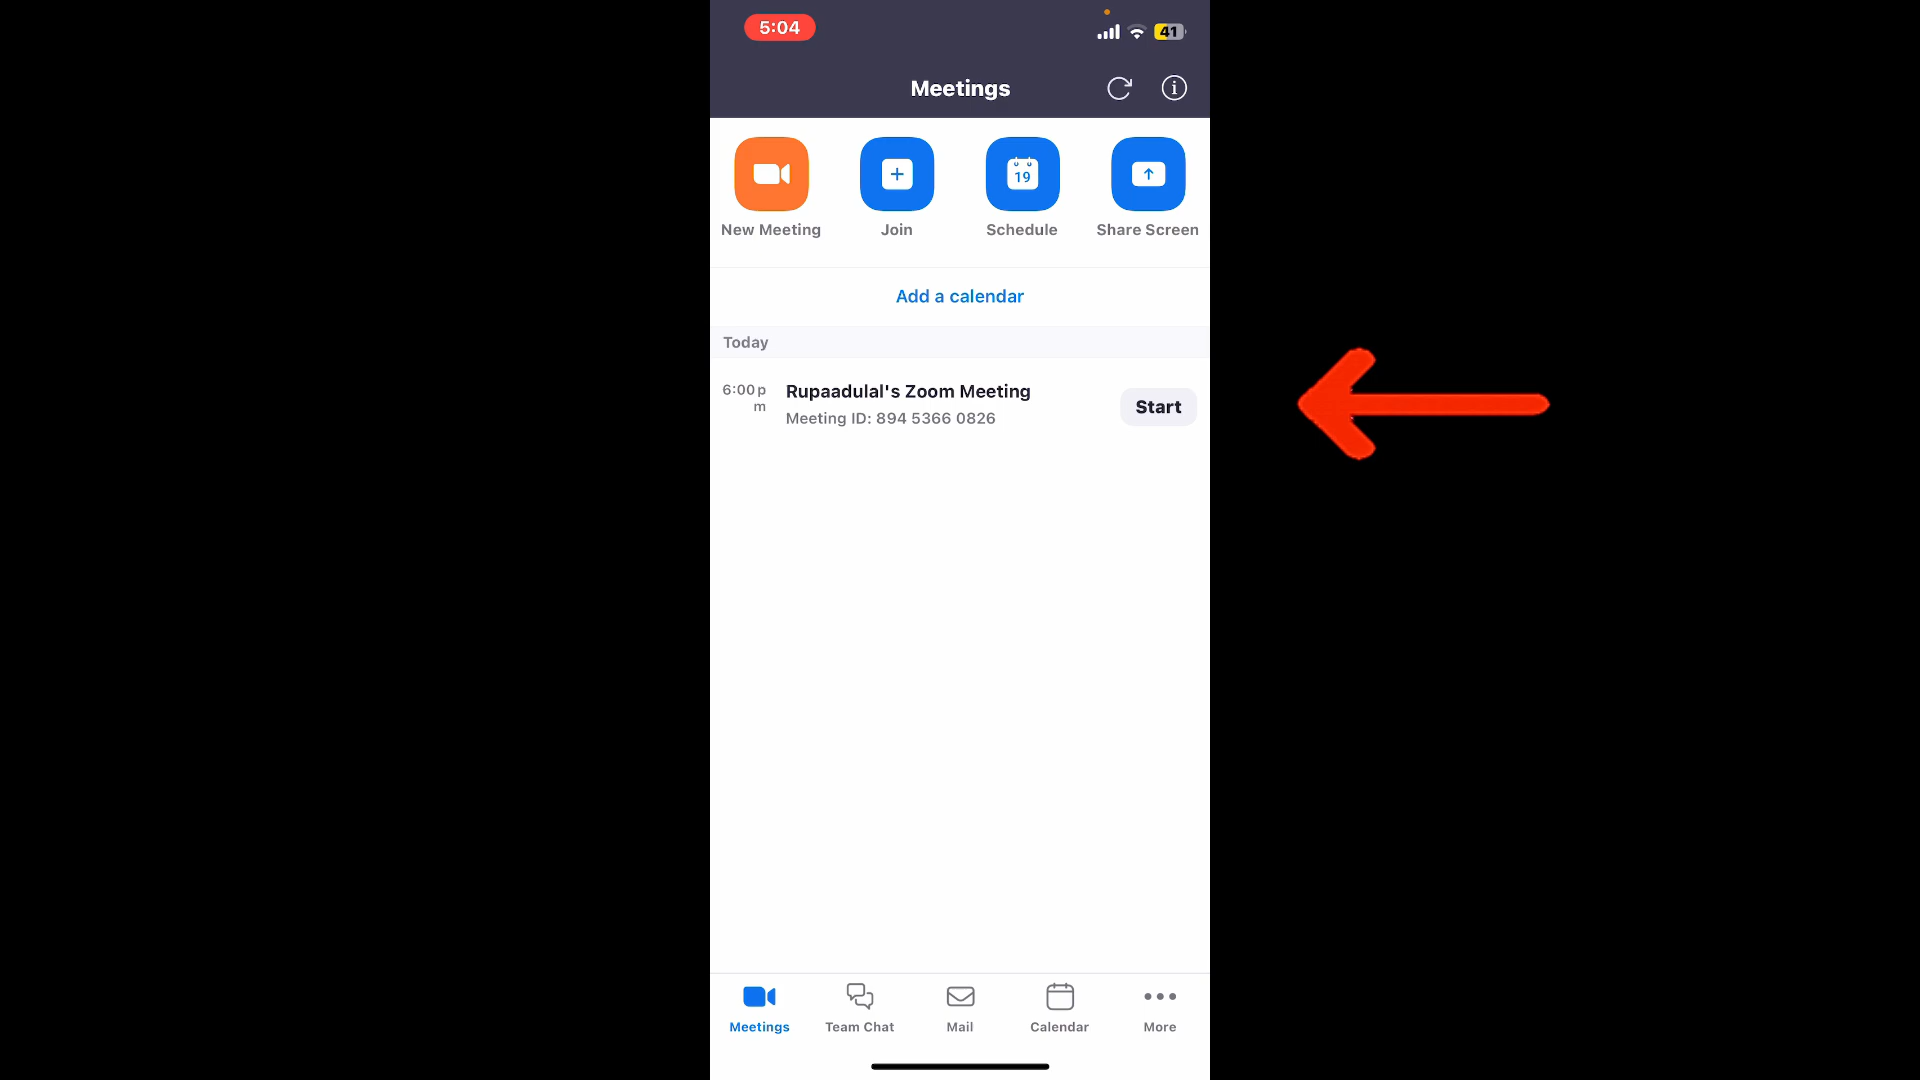 5:04
41
Meetings
19
New Meeting Join Schedule Share Screen
Add a calendar
Today
6:00p
m
Rupaadulal's Zoom Meeting
Meeting ID: 894 5366 0826
Start
Meetings Team Chat Mail Calendar More